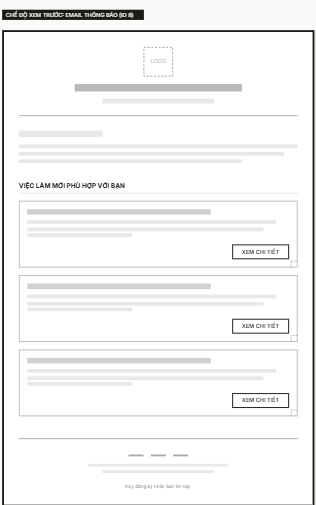 CHẾ ĐỘ XEM TRƯỚC: EMAIL THÔNG BÁO (ID 8)
LOGO
VIỆC LÀM MỚI PHÙ HỢP VỚI BẠN
XEM CHI TIẾT
XEM CHI TIẾT
XEM CHI TIẾT
Hủy đăng ký nhận bản tin này